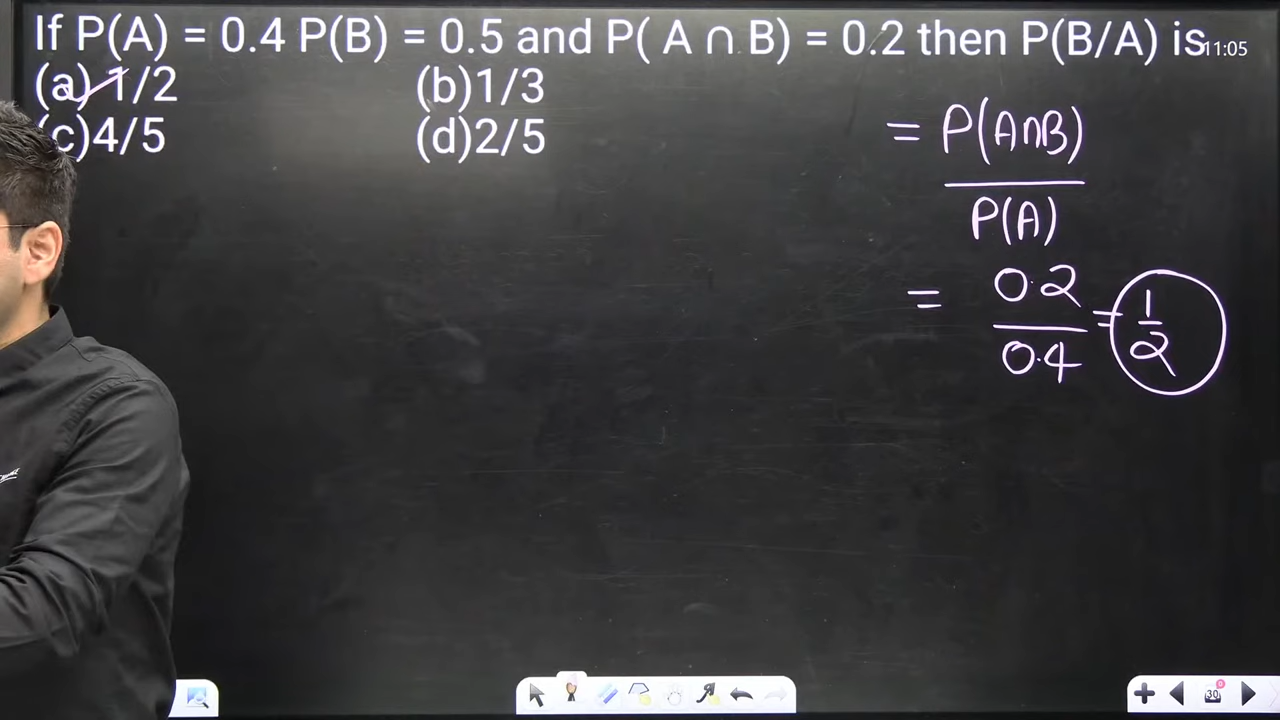 If P(A) = 0.4 P(B) = 0.5 and P( A ∩ B) = 0.2 then P(B/A) is
11:05
(a) 1/2 (b)1/3
(c)4/5 (d)2/5
= P(A∩B)
P(A)
= 0.2
0.4
= 1
2
30